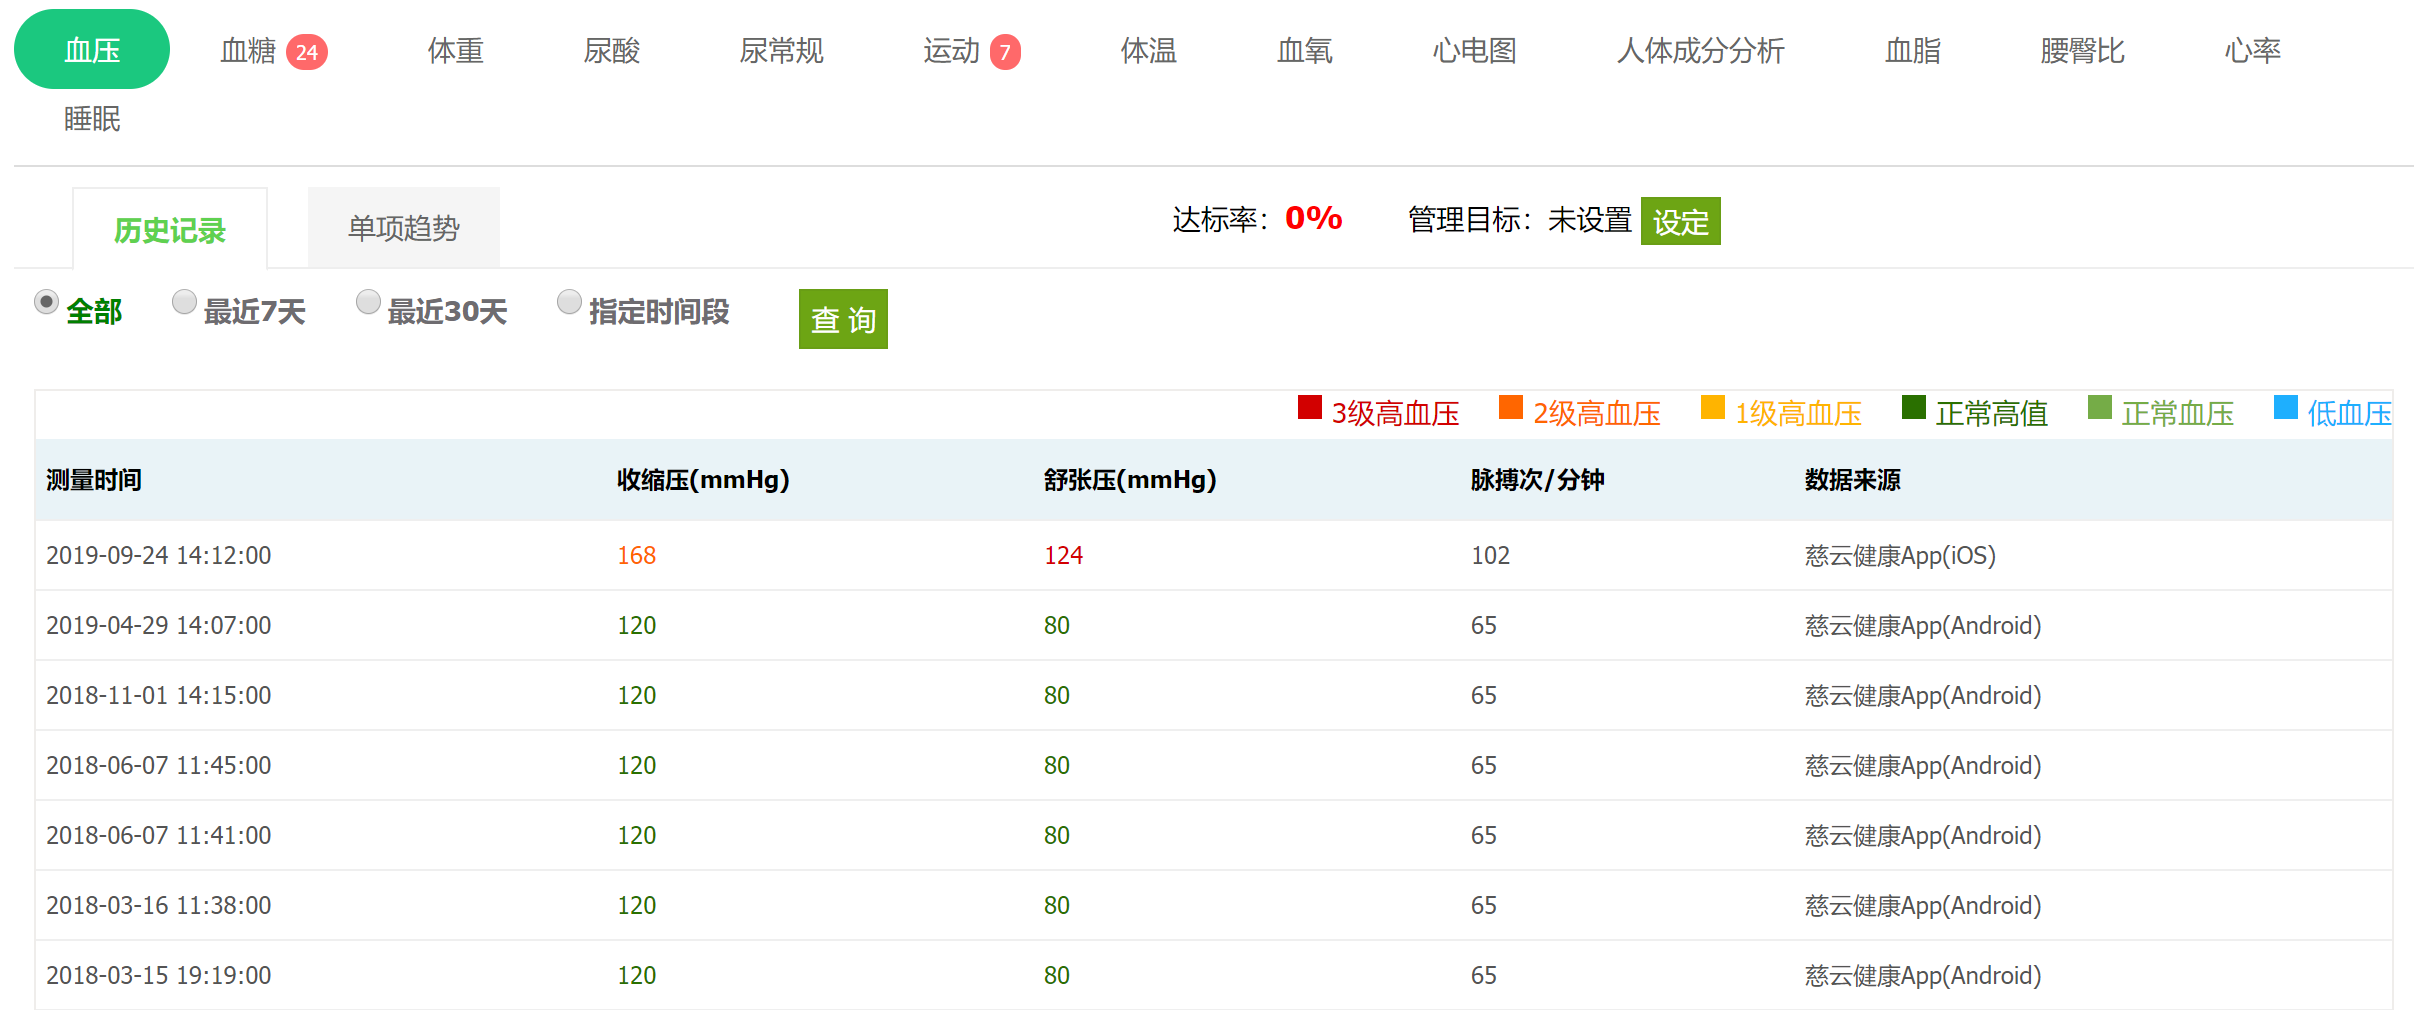 血压 血糖 24 体重 尿酸 尿常规 运动 7 体温 血氧 心电图 人体成分分析 血脂 腰臀比 心率
睡眠
历史记录 单项趋势 达标率：0% 管理目标：未设置 设定
全部 最近7天 最近30天 指定时间段 查 询
3级高血压 2级高血压 1级高血压 正常高值 正常血压 低血压
测量时间 收缩压(mmHg) 舒张压(mmHg) 脉搏次/分钟 数据来源
2019-09-24 14:12:00 168 124 102 慈云健康App(iOS)
2019-04-29 14:07:00 120 80 65 慈云健康App(Android)
2018-11-01 14:15:00 120 80 65 慈云健康App(Android)
2018-06-07 11:45:00 120 80 65 慈云健康App(Android)
2018-06-07 11:41:00 120 80 65 慈云健康App(Android)
2018-03-16 11:38:00 120 80 65 慈云健康App(Android)
2018-03-15 19:19:00 120 80 65 慈云健康App(Android)